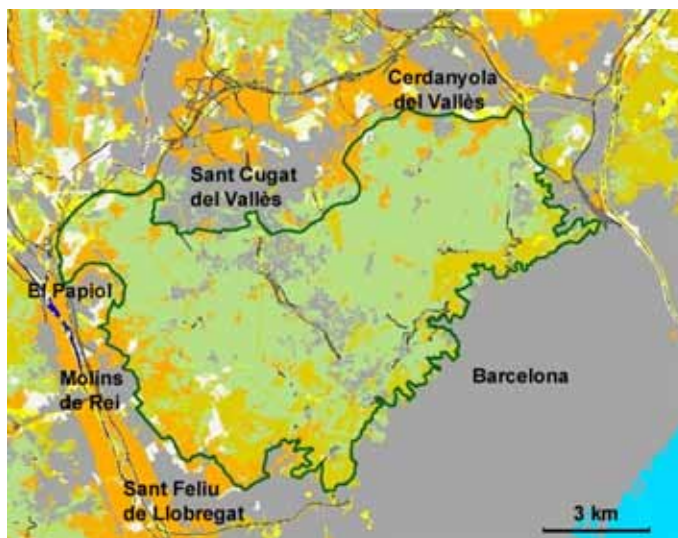 Cerdanyola
del Vallès
Sant Cugat
del Vallès
El Papiol
Molins
de Rei
Barcelona
Sant Feliu
de Llobregat
3 km